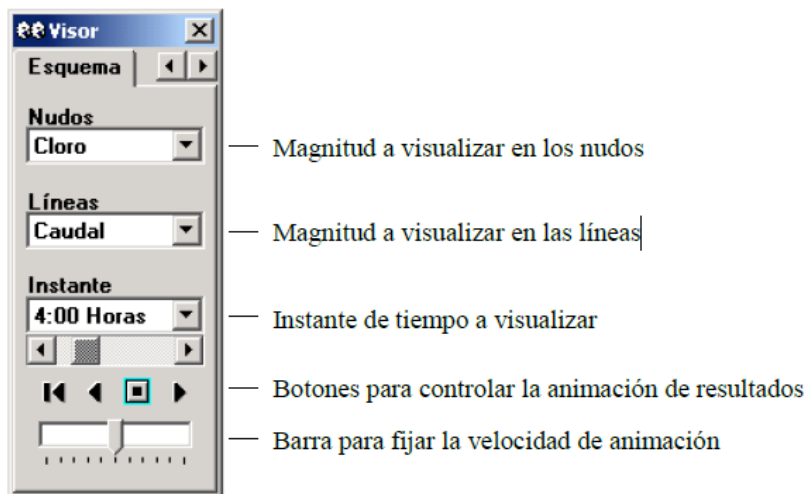 Visor
Esquema
Nudos
Cloro
Magnitud a visualizar en los nudos
Líneas
Caudal
Magnitud a visualizar en las líneas
Instante
4:00 Horas
Instante de tiempo a visualizar
Botones para controlar la animación de resultados
Barra para fijar la velocidad de animación